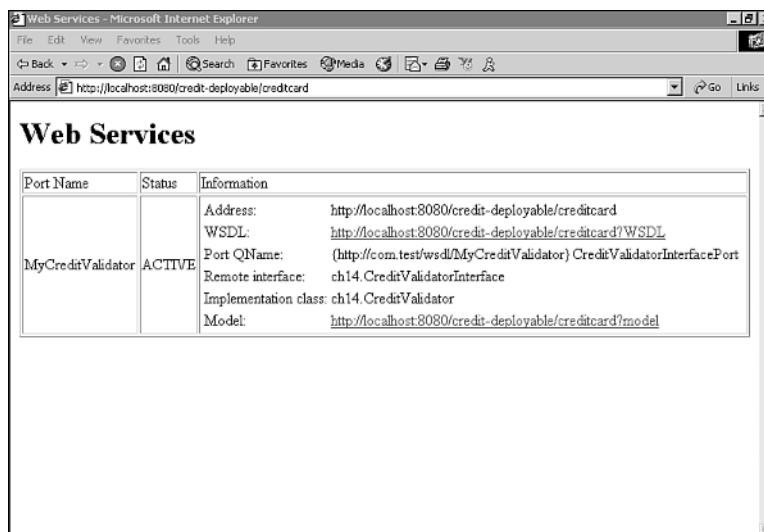 Web Services - Microsoft Internet Explorer
File Edit View Favorites Tools Help
Back Search Favorites Media
Address http://localhost:8080/credit-deployable/creditcard Go Links
Web Services
Port Name Status Information
MyCreditValidator ACTIVE
Address: http://localhost:8080/credit-deployable/creditcard
WSDL: http://localhost:8080/credit-deployable/creditcard?WSDL
Port QName: {http://com.test/wsdl/MyCreditValidator} CreditValidatorInterfacePort
Remote interface: ch14.CreditValidatorInterface
Implementation class: ch14.CreditValidator
Model: http://localhost:8080/credit-deployable/creditcard?model